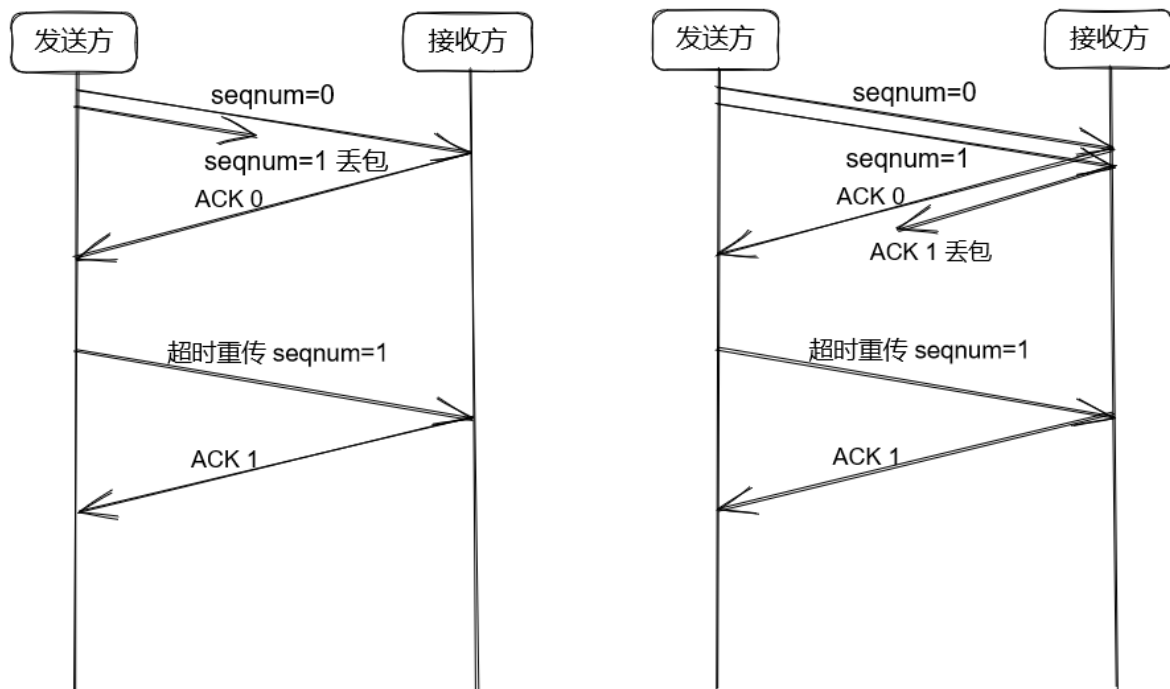 发送方
接收方
seqnum=0
seqnum=1 丢包
ACK 0
超时重传 seqnum=1
ACK 1
发送方
接收方
seqnum=0
seqnum=1
ACK 0
ACK 1 丢包
超时重传 seqnum=1
ACK 1